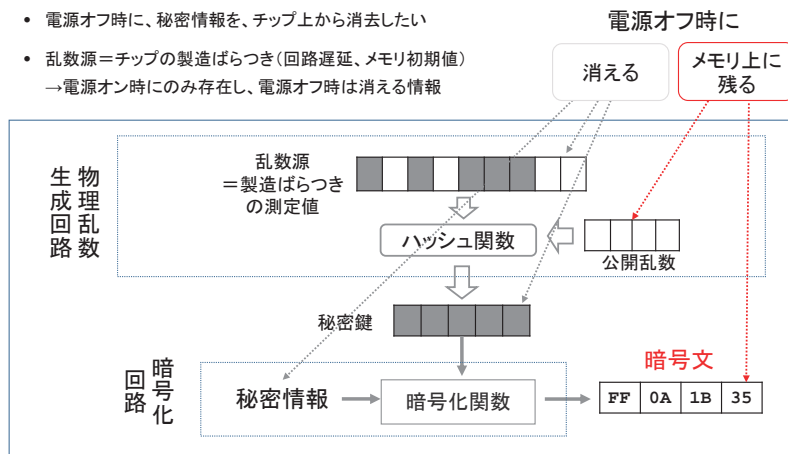 • 電源オフ時に、秘密情報を、チップ上から消去したい
• 乱数源＝チップの製造ばらつき(回路遅延、メモリ初期値)
→電源オン時にのみ存在し、電源オフ時は消える情報
電源オフ時に
消える
メモリ上に
残る
物理乱数
生成回路
乱数源
＝製造ばらつき
の測定値
ハッシュ関数
公開乱数
秘密鍵
暗号化
回路
秘密情報
暗号化関数
暗号文
FF 0A 1B 35